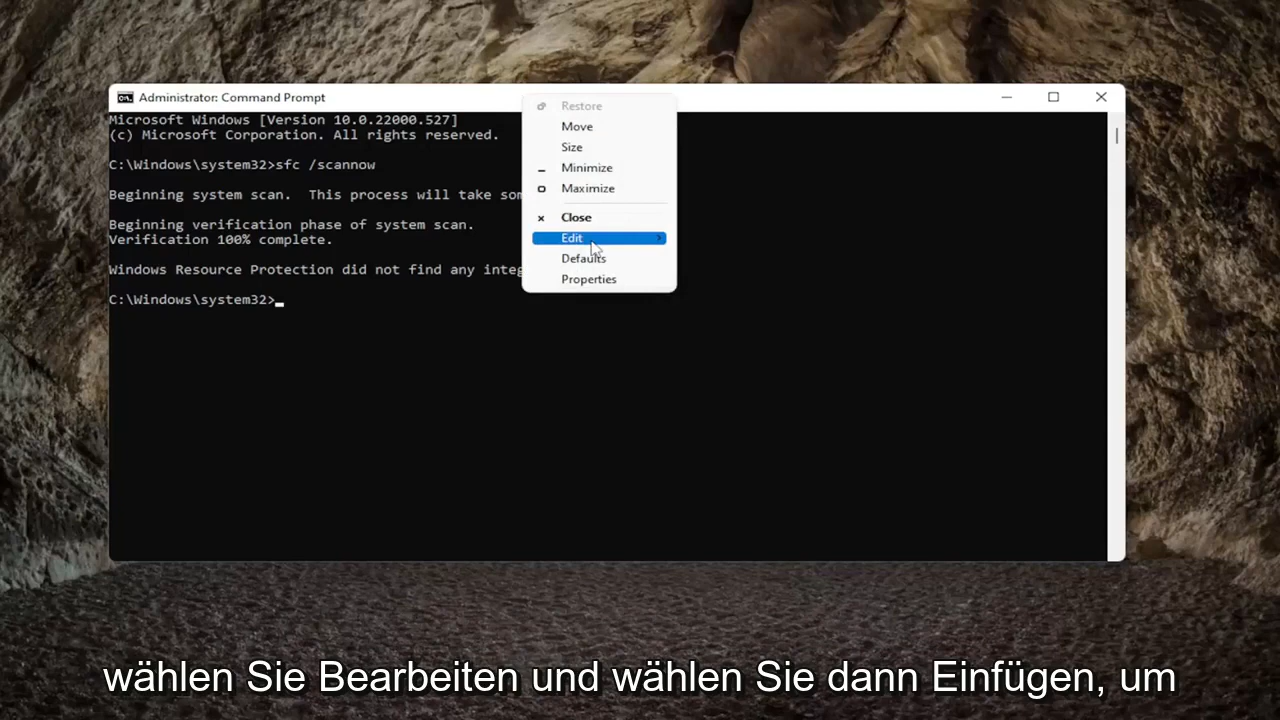 Administrator: Command Prompt
Microsoft Windows [Version 10.0.22000.527]
(c) Microsoft Corporation. All rights reserved.
C:\Windows\system32>sfc /scannow
Beginning system scan.  This process will take
Beginning verification phase of system scan.
Verification 100% complete.
Windows Resource Protection did not find any
C:\Windows\system32>
Restore
Move
Size
Minimize
Maximize
Close
Edit
Defaults
Properties
wählen Sie Bearbeiten und wählen Sie dann Einfügen, um